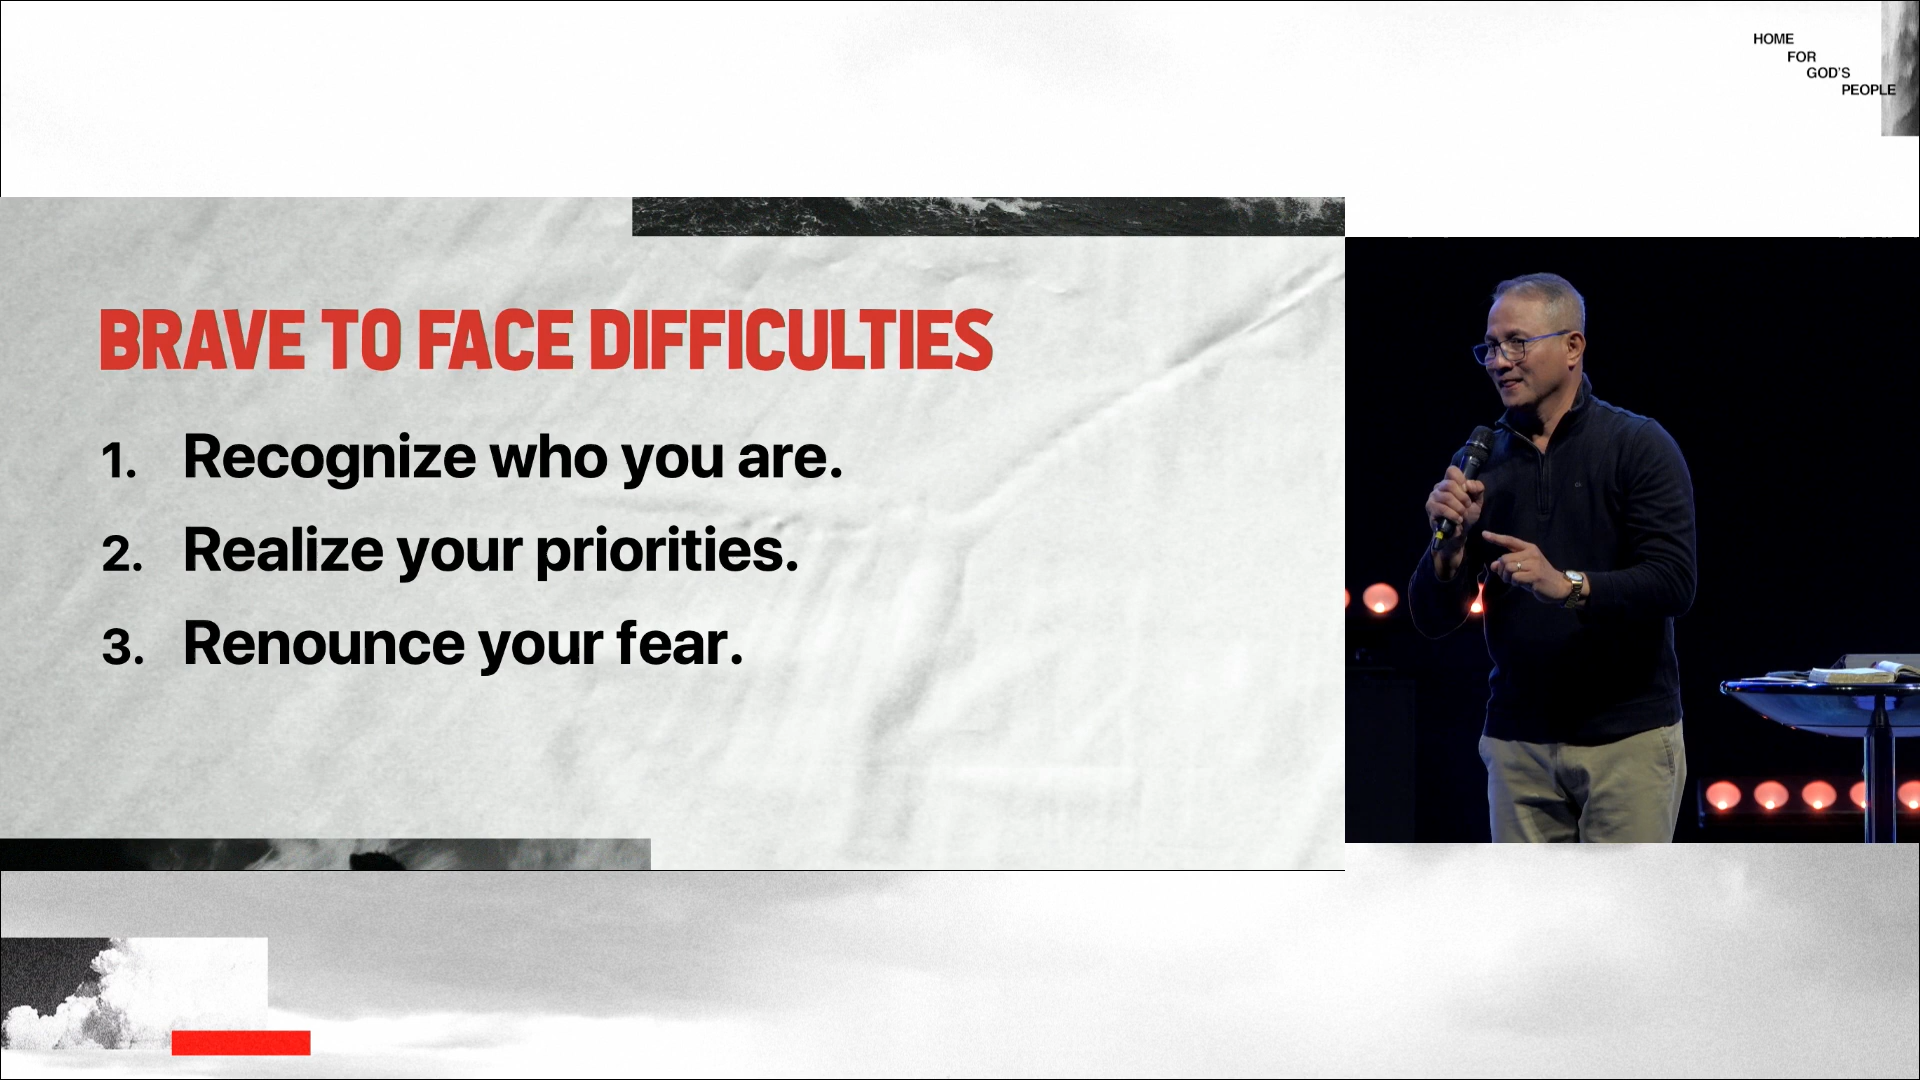 HOME
FOR
GOD'S
PEOPLE
BRAVE TO FACE DIFFICULTIES
1. Recognize who you are.
2. Realize your priorities.
3. Renounce your fear.